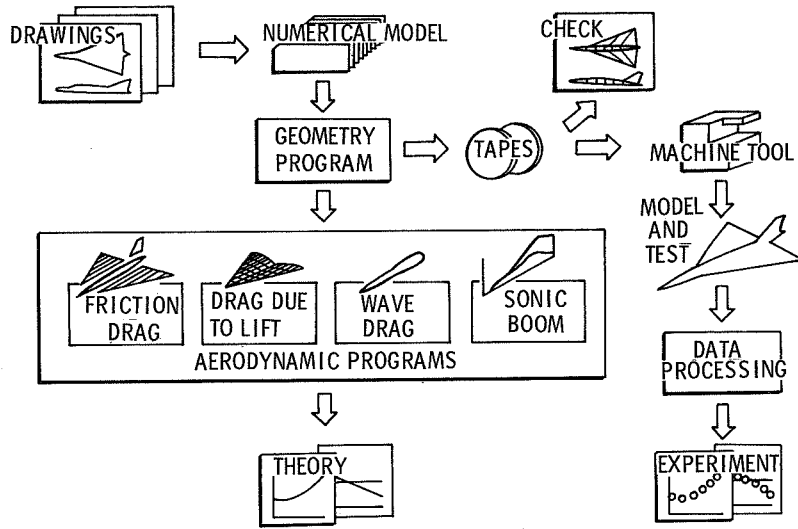 DRAWINGS
NUMERICAL MODEL
CHECK
GEOMETRY
PROGRAM
TAPES
MACHINE TOOL
MODEL
AND
TEST
FRICTION
DRAG
DRAG DUE
TO LIFT
WAVE
DRAG
SONIC
BOOM
AERODYNAMIC PROGRAMS
DATA
PROCESSING
THEORY
EXPERIMENT